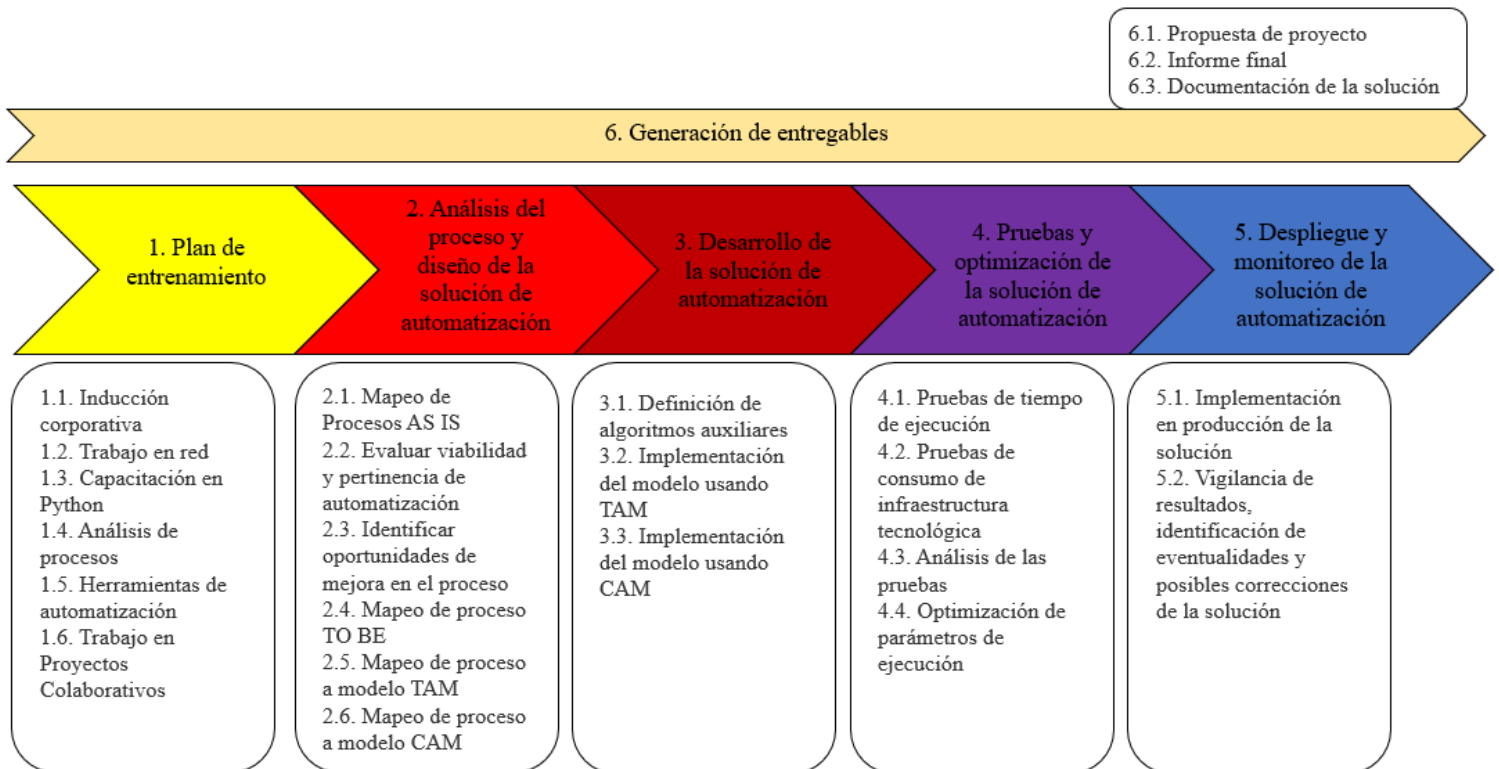 6.1. Propuesta de proyecto
6.2. Informe final
6.3. Documentación de la solución
6. Generación de entregables
1. Plan de
entrenamiento
2. Análisis del
proceso y
diseño de la
solución de
automatización
3. Desarrollo de
la solución de
automatización
4. Pruebas y
optimización de
la solución de
automatización
5. Despliegue y
monitoreo de la
solución de
automatización
1.1. Inducción
corporativa
1.2. Trabajo en red
1.3. Capacitación en
Python
1.4. Análisis de
procesos
1.5. Herramientas de
automatización
1.6. Trabajo en
Proyectos
Colaborativos
2.1. Mapeo de
Procesos AS IS
2.2. Evaluar viabilidad
y pertinencia de
automatización
2.3. Identificar
oportunidades de
mejora en el proceso
2.4. Mapeo de proceso
TO BE
2.5. Mapeo de proceso
a modelo TAM
2.6. Mapeo de proceso
a modelo CAM
3.1. Definición de
algoritmos auxiliares
3.2. Implementación
del modelo usando
TAM
3.3. Implementación
del modelo usando
CAM
4.1. Pruebas de tiempo
de ejecución
4.2. Pruebas de
consumo de
infraestructura
tecnológica
4.3. Análisis de las
pruebas
4.4. Optimización de
parámetros de
ejecución
5.1. Implementación
en producción de la
solución
5.2. Vigilancia de
resultados,
identificación de
eventualidades y
posibles correcciones
de la solución